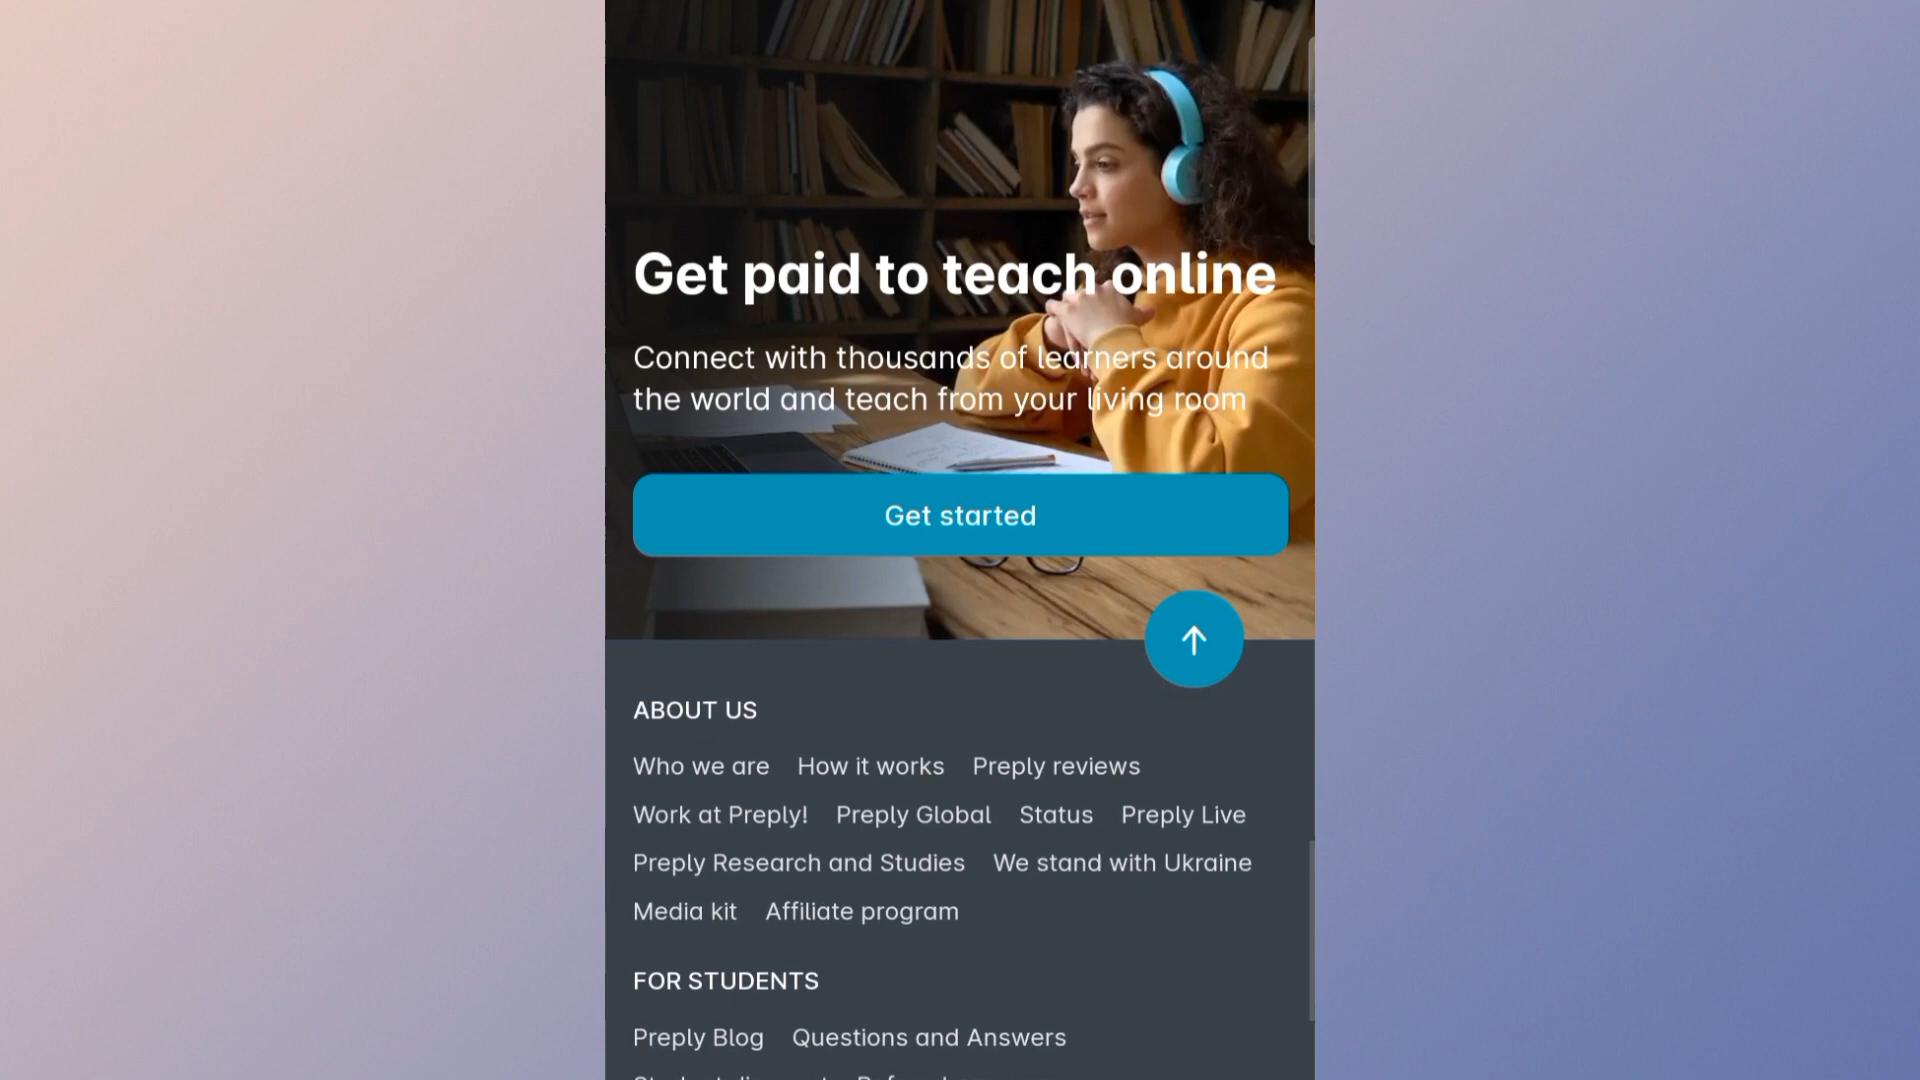 Get paid to teach online
Connect with thousands of learners around
the world and teach from your living room
Get started
ABOUT US
Who we are How it works Preply reviews
Work at Preply! Preply Global Status Preply Live
Preply Research and Studies We stand with Ukraine
Media kit Affiliate program
FOR STUDENTS
Preply Blog Questions and Answers